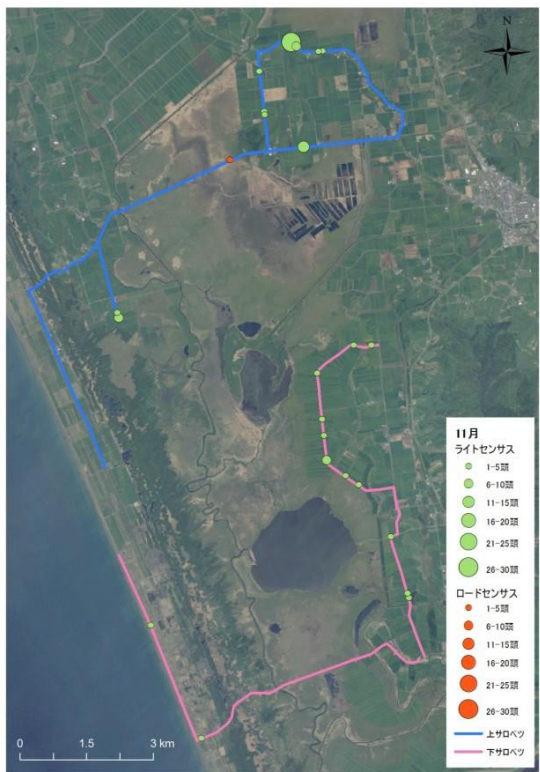 N
11月
ライトセンサス
1-5頭
6-10頭
11-15頭
16-20頭
21-25頭
26-30頭
ロードセンサス
1-5頭
6-10頭
11-15頭
16-20頭
21-25頭
26-30頭
上サロベツ
下サロベツ
0 1.5 3 km